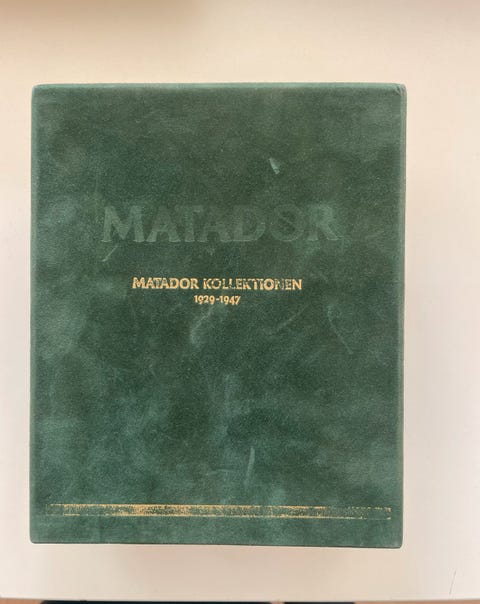 MATADOR
MATADOR KOLLEKTIONEN
1929-1947